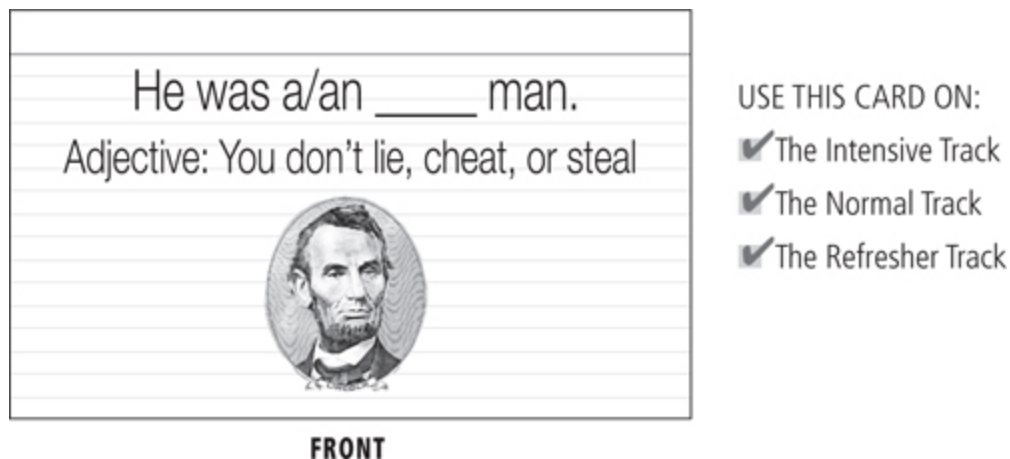 He was a/an _____ man.
Adjective: You don't lie, cheat, or steal
FRONT
USE THIS CARD ON:
✔The Intensive Track
✔The Normal Track
✔The Refresher Track